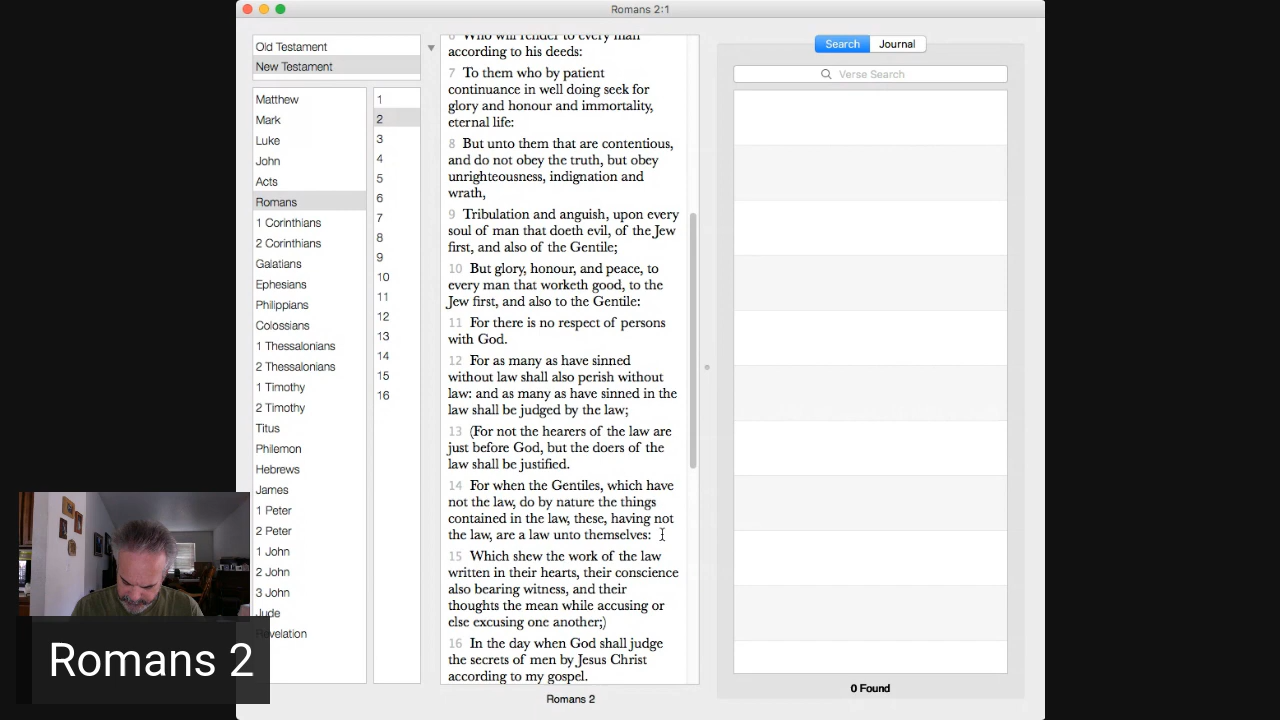 Romans 2:1
Old Testament
New Testament
Matthew
Mark
Luke
John
Acts
Romans
1 Corinthians
2 Corinthians
Galatians
Ephesians
Philippians
Colossians
1 Thessalonians
2 Thessalonians
1 Timothy
2 Timothy
Titus
Philemon
Hebrews
James
1 Peter
2 Peter
1 John
2 John
3 John
Jude
Revelation
1
2
3
4
5
6
7
8
9
10
11
12
13
14
15
16
6 Who will render to every man
according to his deeds:
7 To them who by patient
continuance in well doing seek for
glory and honour and immortality,
eternal life:
8 But unto them that are contentious,
and do not obey the truth, but obey
unrighteousness, indignation and
wrath,
9 Tribulation and anguish, upon every
soul of man that doeth evil, of the Jew
first, and also of the Gentile;
10 But glory, honour, and peace, to
every man that worketh good, to the
Jew first, and also to the Gentile:
11 For there is no respect of persons
with God.
12 For as many as have sinned
without law shall also perish without
law: and as many as have sinned in the
law shall be judged by the law;
13 (For not the hearers of the law are
just before God, but the doers of the
law shall be justified.
14 For when the Gentiles, which have
not the law, do by nature the things
contained in the law, these, having not
the law, are a law unto themselves:
15 Which shew the work of the law
written in their hearts, their conscience
also bearing witness, and their
thoughts the mean while accusing or
else excusing one another;)
16 In the day when God shall judge
the secrets of men by Jesus Christ
according to my gospel.
Romans 2
Search
Journal
Verse Search
0 Found
Romans 2